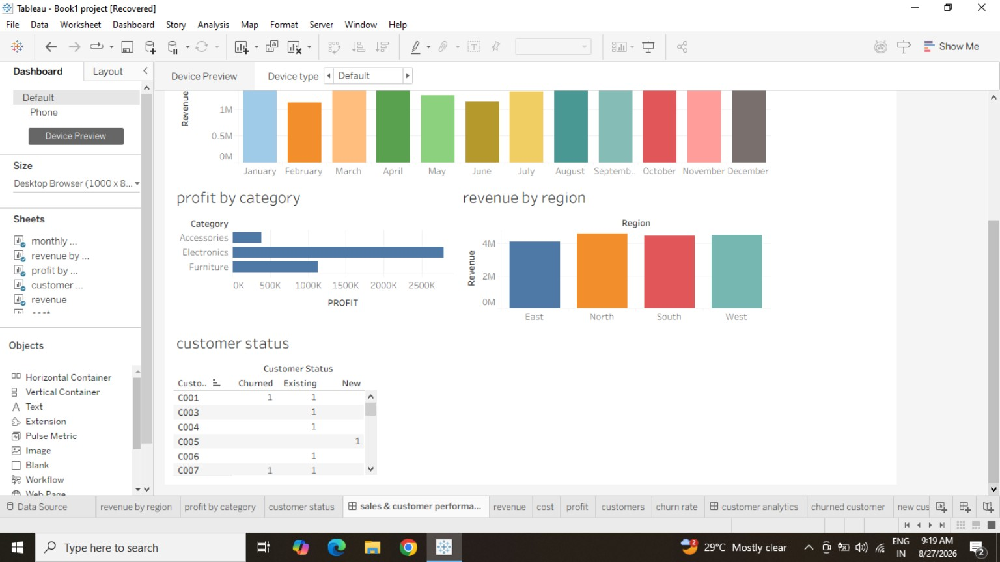 Tableau - Book1 project [Recovered]
File Data Worksheet Dashboard Story Analysis Map Format Server Window Help
Show Me
Dashboard Layout
Device Preview Device type Default
Default
Phone
Device Preview
Size
Desktop Browser (1000 x 8...
Sheets
monthly ...
revenue by ...
profit by ...
customer ...
revenue
Objects
Horizontal Container
Vertical Container
Text
Extension
Pulse Metric
Image
Blank
Workflow
Web Page
Revenue
1M
0.5M
0M
January February March April May June July August Septemb.. October November December
profit by category
Category
Accessories
Electronics
Furniture
0K 500K 1000K 1500K 2000K 2500K
PROFIT
revenue by region
Region
Revenue
4M
2M
0M
East North South West
customer status
Customer Status
Custo.. Churned Existing New
C001 1 1
C003 1
C004 1
C005 1
C006 1
C007 1 1
Data Source revenue by region profit by category customer status sales & customer performa... revenue cost profit customers churn rate customer analytics churned customer new cus
Type here to search
2
29°C Mostly clear
ENG
IN
9:19 AM
8/27/2026
2